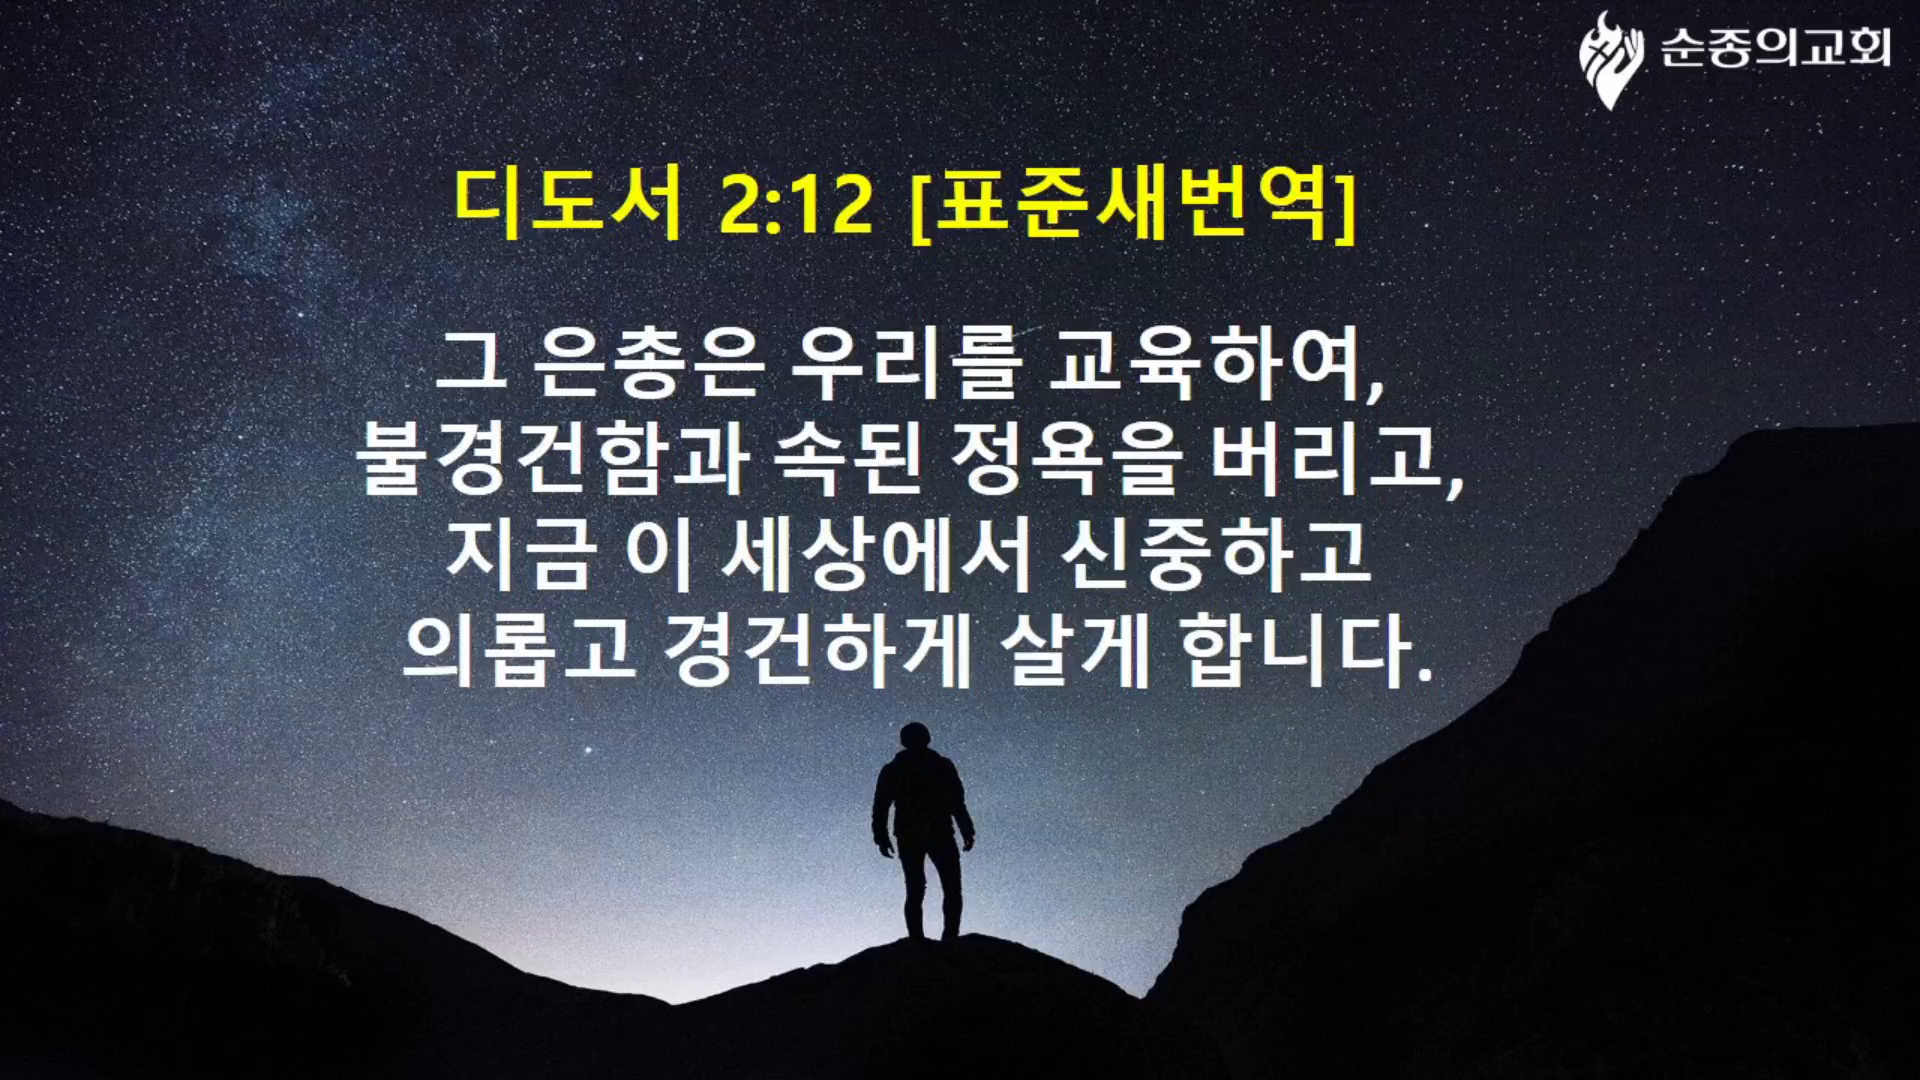 순종의교회
디도서 2:12 [표준새번역]
그 은총은 우리를 교육하여,
불경건함과 속된 정욕을 버리고,
지금 이 세상에서 신중하고
의롭고 경건하게 살게 합니다.